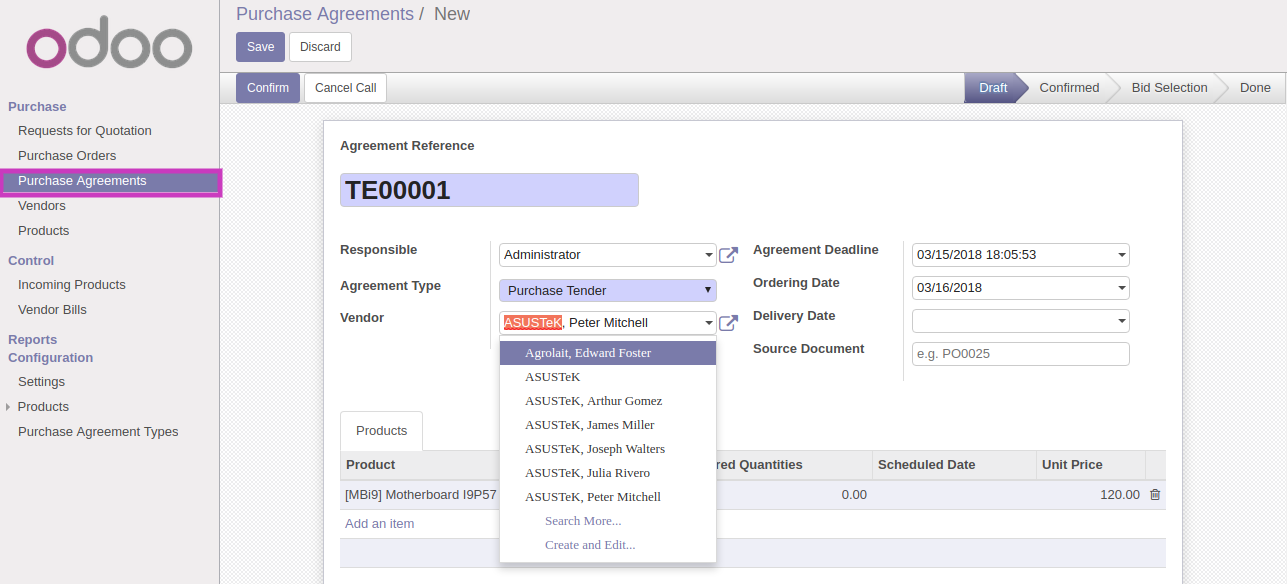 odoo
Purchase
Requests for Quotation
Purchase Orders
Purchase Agreements
Vendors
Products
Control
Incoming Products
Vendor Bills
Reports
Configuration
Settings
Products
Purchase Agreement Types
Purchase Agreements / New
Save Discard
Confirm Cancel Call
Draft Confirmed Bid Selection Done
Agreement Reference
TE00001
Responsible Administrator
Agreement Type Purchase Tender
Vendor ASUSTeK, Peter Mitchell
Agrolait, Edward Foster
ASUSTeK
ASUSTeK, Arthur Gomez
ASUSTeK, James Miller
ASUSTeK, Joseph Walters
ASUSTeK, Julia Rivero
ASUSTeK, Peter Mitchell
Search More...
Create and Edit...
Agreement Deadline 03/15/2018 18:05:53
Ordering Date 03/16/2018
Delivery Date
Source Document e.g. PO0025
Products
Product red Quantities Scheduled Date Unit Price
[MBi9] Motherboard I9P57 0.00 120.00
Add an item